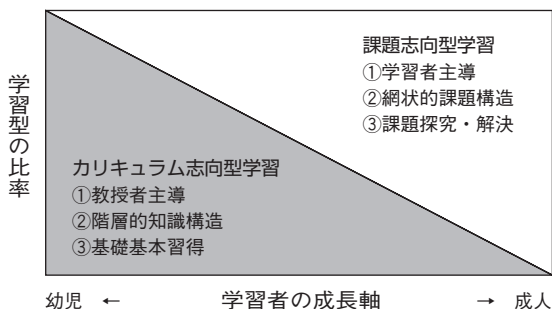 課題志向型学習
①学習者主導
②網状的課題構造
③課題探究・解決
学習型の比率
カリキュラム志向型学習
①教授者主導
②階層的知識構造
③基礎基本習得
幼児 ← 学習者の成長軸 → 成人